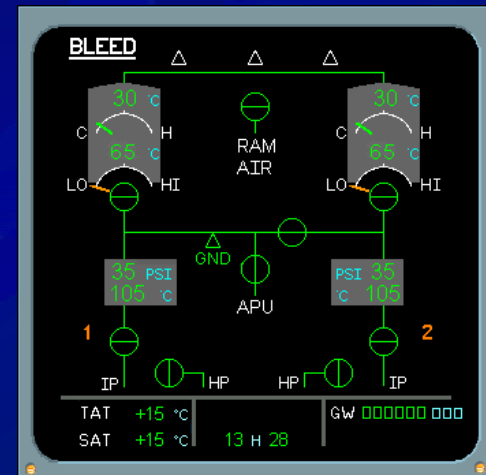 BLEED
30 °C 30 °C
C H C H
RAM
AIR
65 °C 65 °C
LO HI LO HI
GND
35 PSI PSI 35
105 °C °C 105
APU
1 2
IP HP HP IP
TAT +15 °C GW
SAT +15 °C 13 H 28